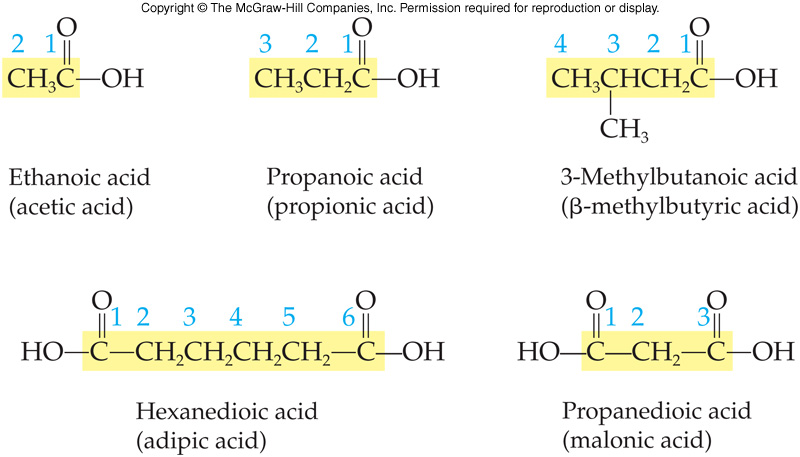 Copyright © The McGraw-Hill Companies, Inc. Permission required for reproduction or display.
O
2 1
CH₃C—OH
Ethanoic acid
(acetic acid)
O
3 2 1
CH₃CH₂C—OH
Propanoic acid
(propionic acid)
O
4 3 2 1
CH₃CHCH₂C—OH
CH₃
3-Methylbutanoic acid
(β-methylbutyric acid)
O O
1 2 3 4 5 6
HO—C—CH₂CH₂CH₂CH₂—C—OH
Hexanedioic acid
(adipic acid)
O O
1 2 3
HO—C—CH₂—C—OH
Propanedioic acid
(malonic acid)